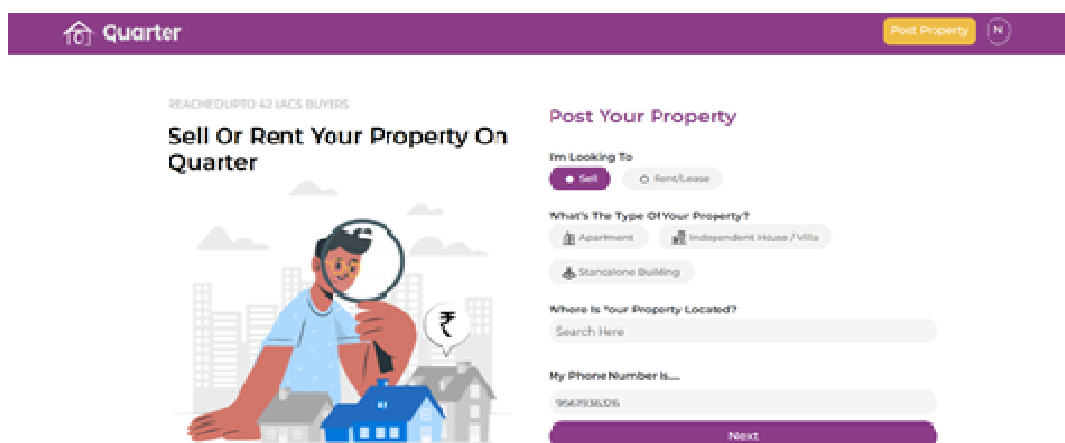 Quarter
Post Property
N
REACHED UPTO 42 LACS BUYERS
Sell Or Rent Your Property On
Quarter
₹
Post Your Property
I'm Looking To
Sell
Rent/Lease
What's The Type Of Your Property?
Apartment
Independent House / Villa
Standalone Building
Where Is Your Property Located?
Search Here
My Phone Number Is....
Next